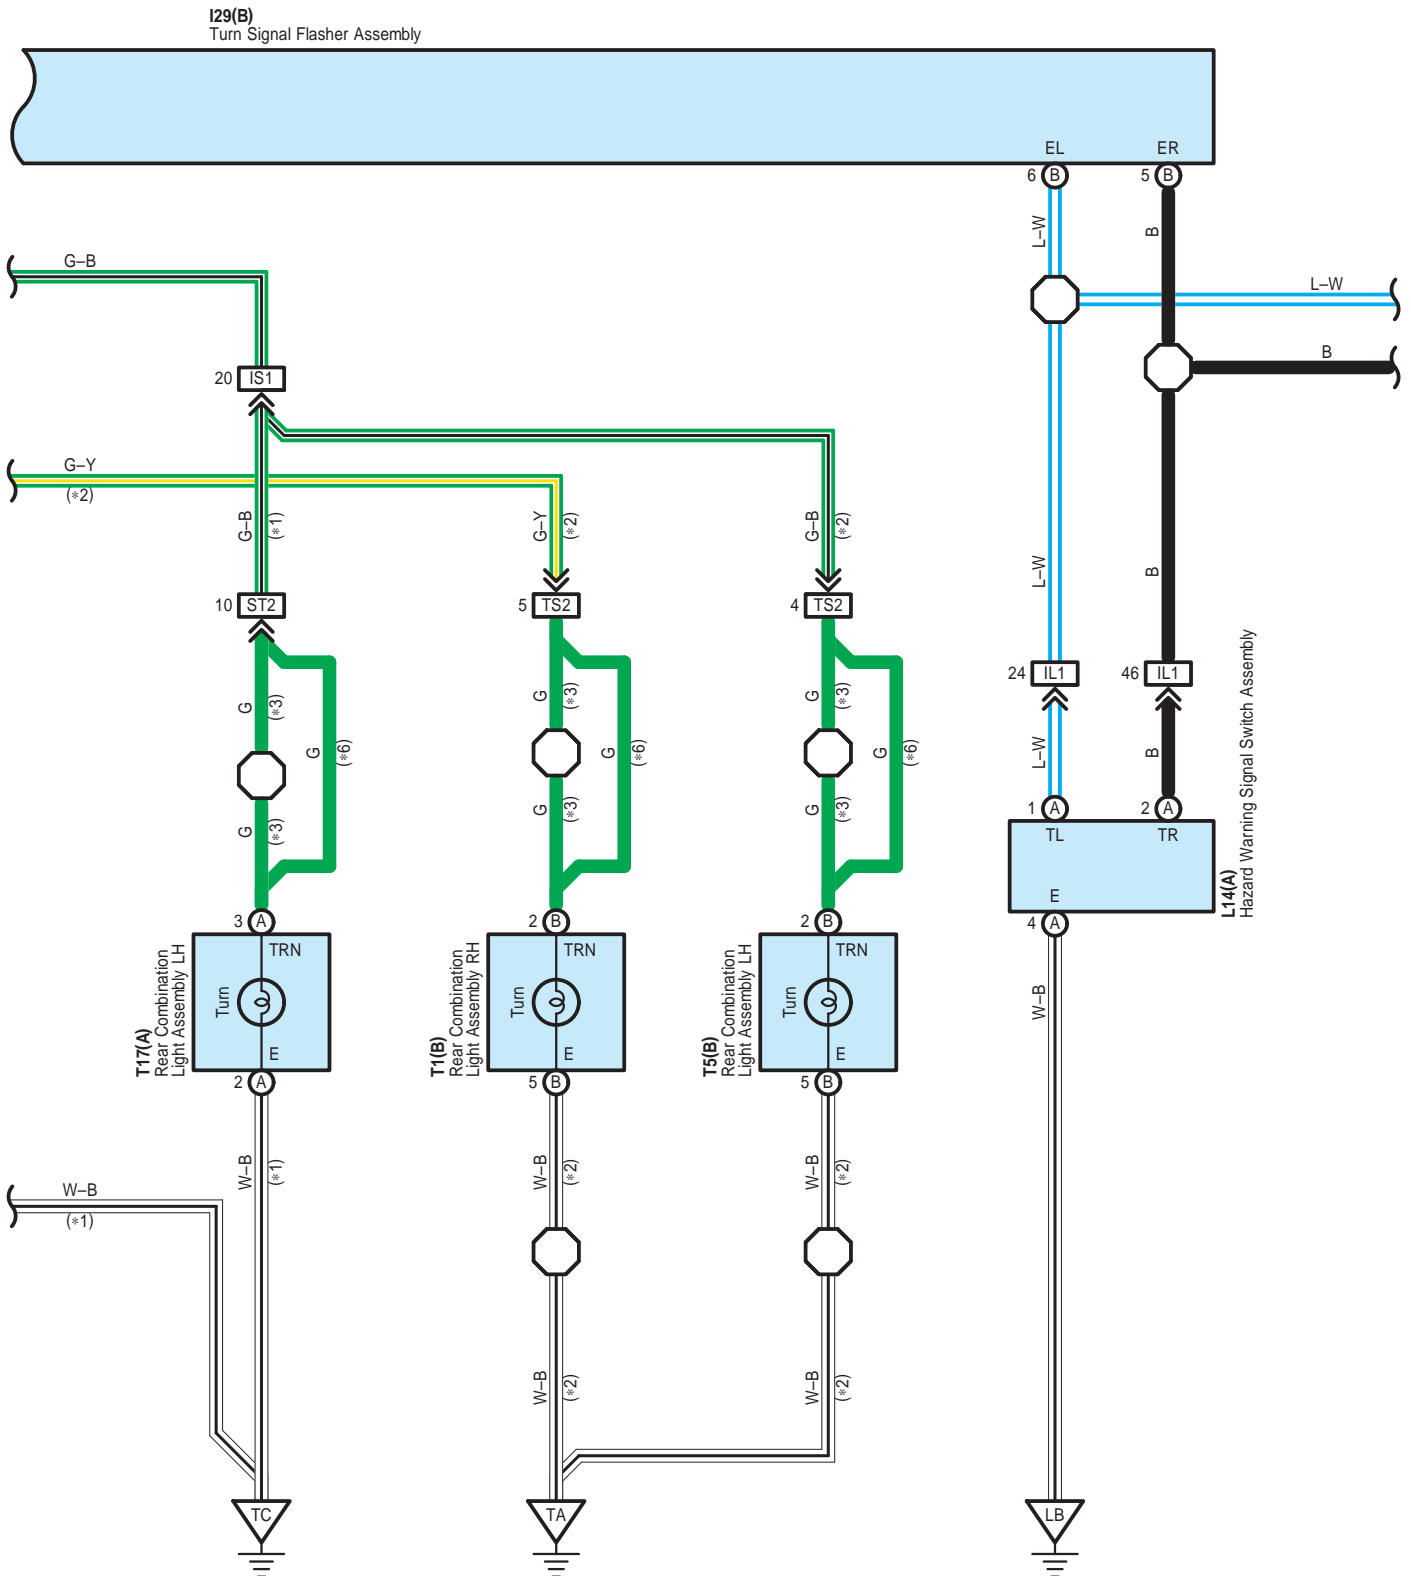 I29(B)
Turn Signal Flasher Assembly
EL
ER
6 B
5 B
L–W
B
G–B
L–W
B
20 IS1
G–Y
(*2)
G–B
(*1)
G–Y
(*2)
G–B
(*2)
L–W
B
10 ST2
5 TS2
4 TS2
24 IL1
46 IL1
G
(*3)
G
(*6)
G
(*3)
G
(*3)
G
(*6)
G
(*3)
G
(*3)
G
(*6)
G
(*3)
L–W
B
1 A
2 A
TL
TR
E
4 A
L14(A)
Hazard Warning Signal Switch Assembly
3 A
2 B
2 B
TRN
Turn
E
T17(A)
Rear Combination
Light Assembly LH
TRN
Turn
E
T1(B)
Rear Combination
Light Assembly RH
TRN
Turn
E
T5(B)
Rear Combination
Light Assembly LH
2 A
5 B
5 B
W–B
W–B
(*1)
W–B
(*2)
W–B
(*2)
W–B
(*1)
W–B
(*2)
W–B
(*2)
TC
TA
LB